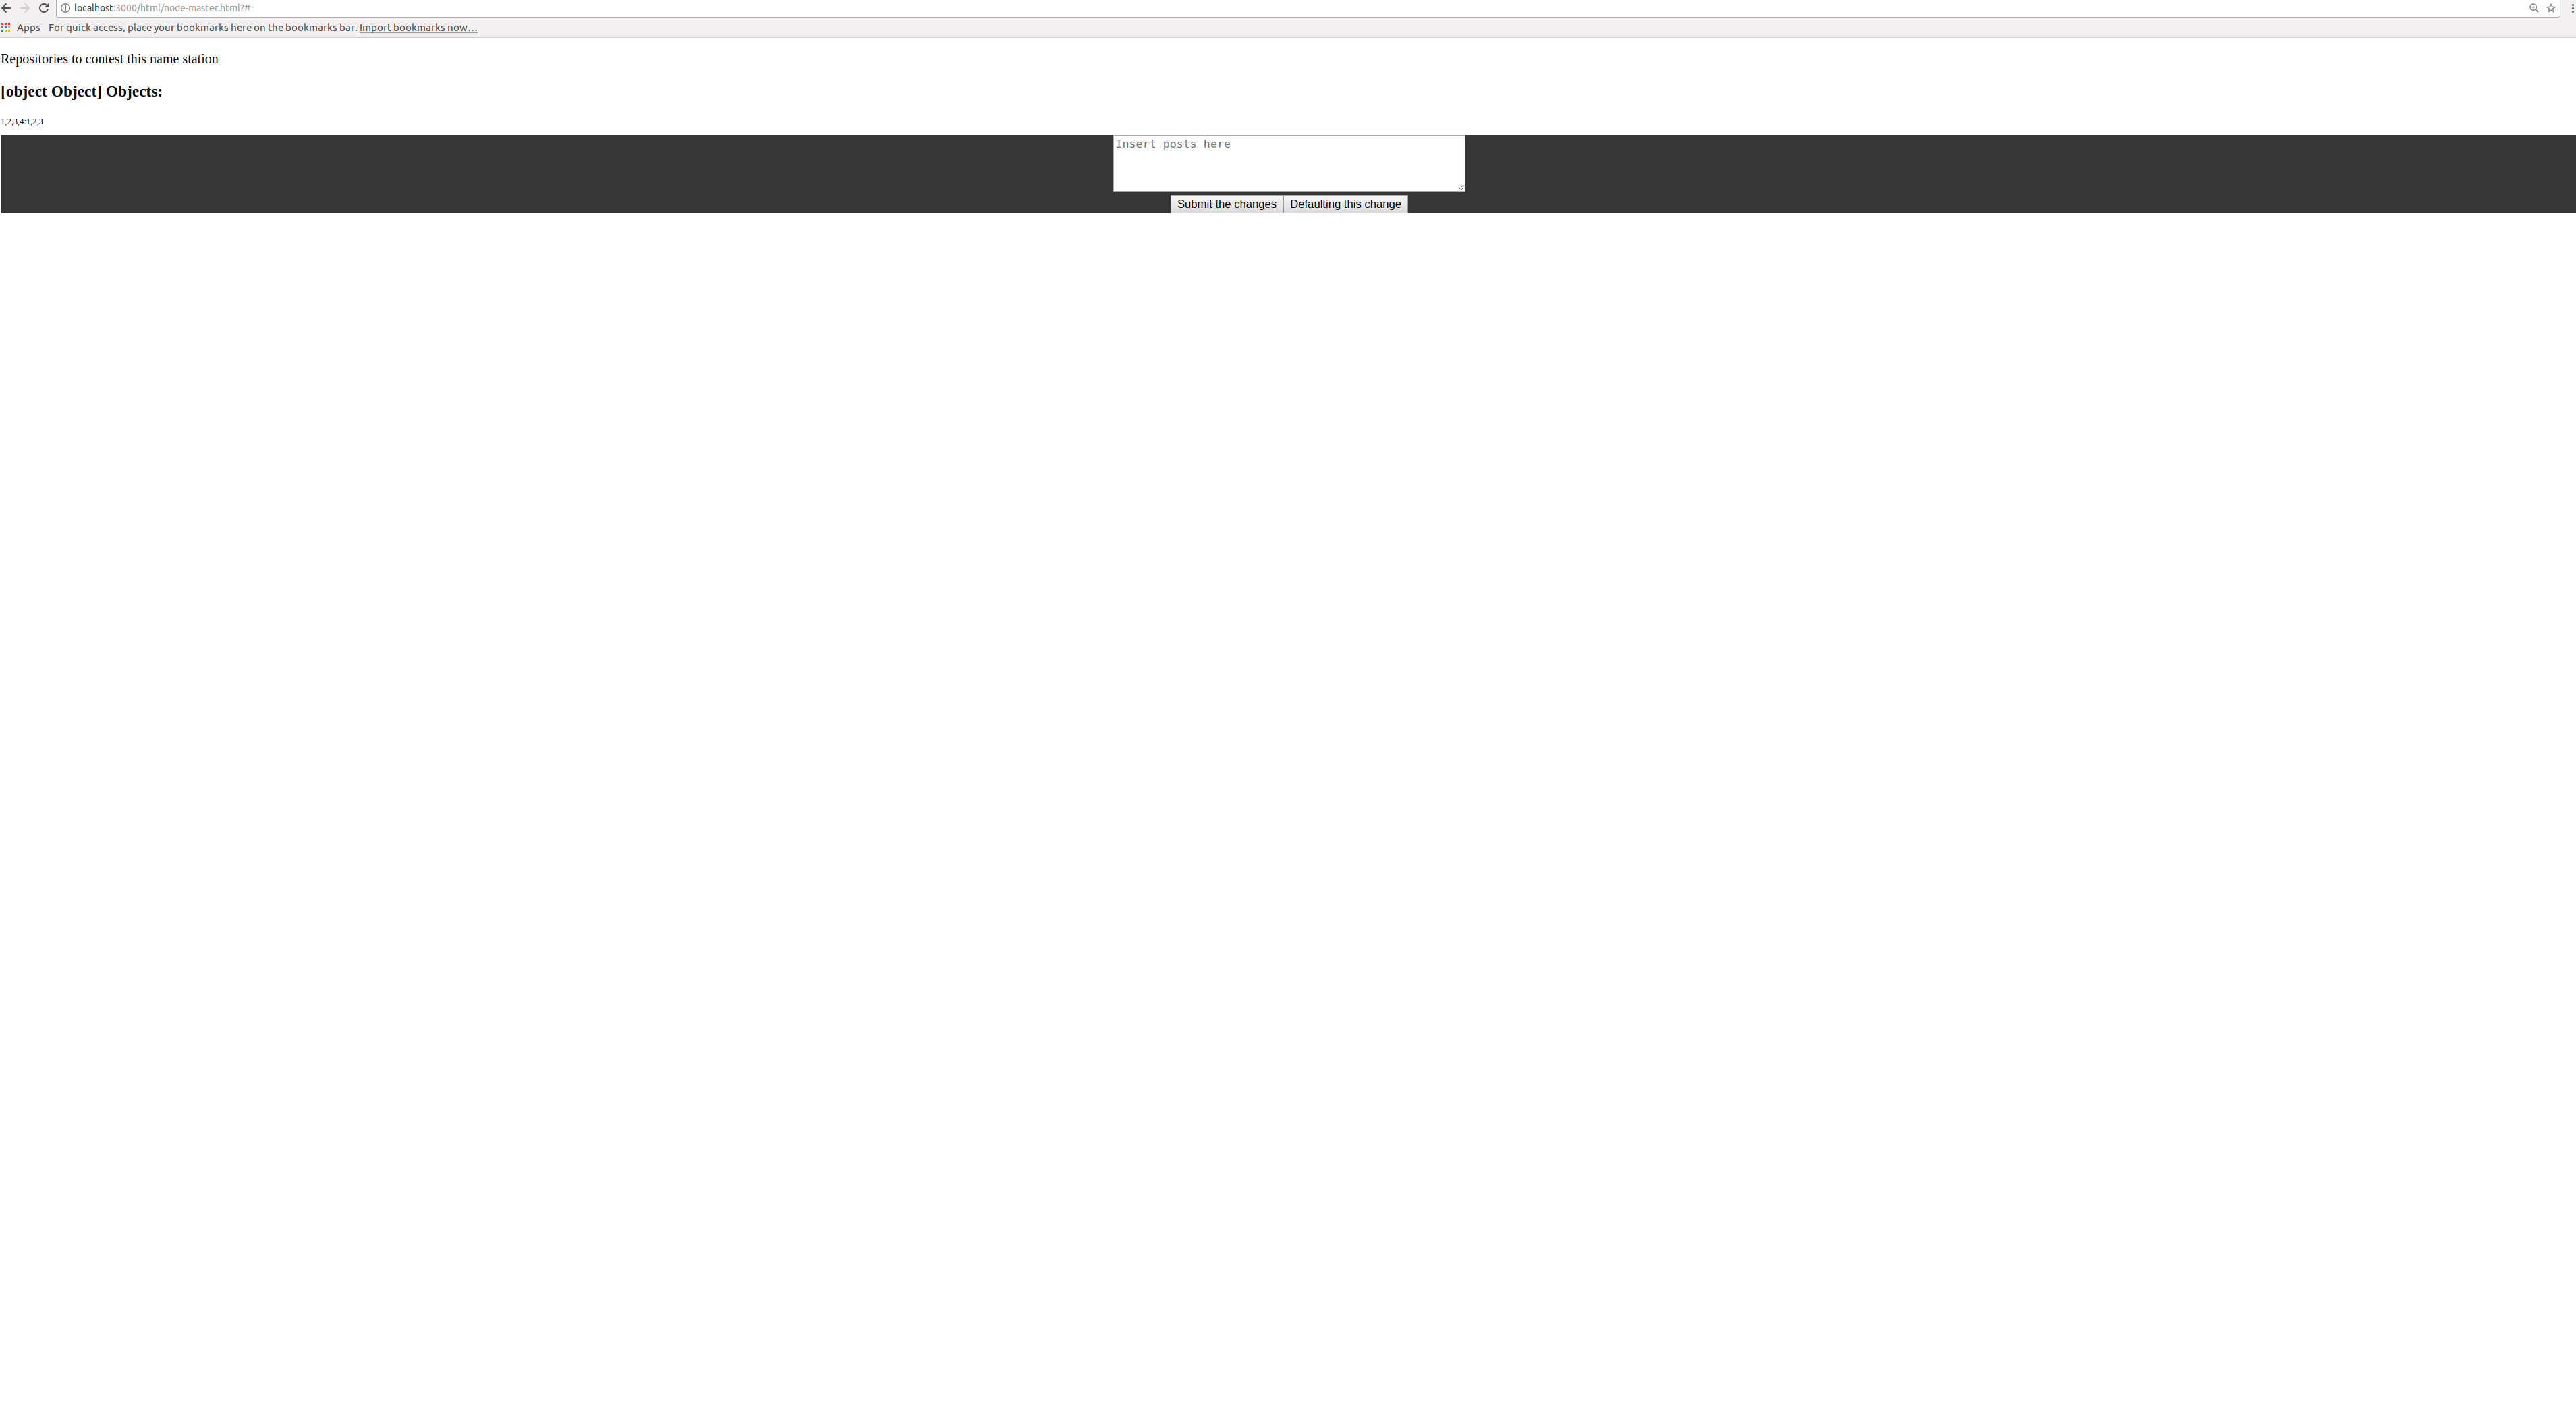 localhost:3000/html/node-master.html?#
Apps For quick access, place your bookmarks here on the bookmarks bar. Import bookmarks now...
Repositories to contest this name station
[object Object] Objects:
1,2,3,4:1,2,3
Insert posts here
Submit the changes Defaulting this change